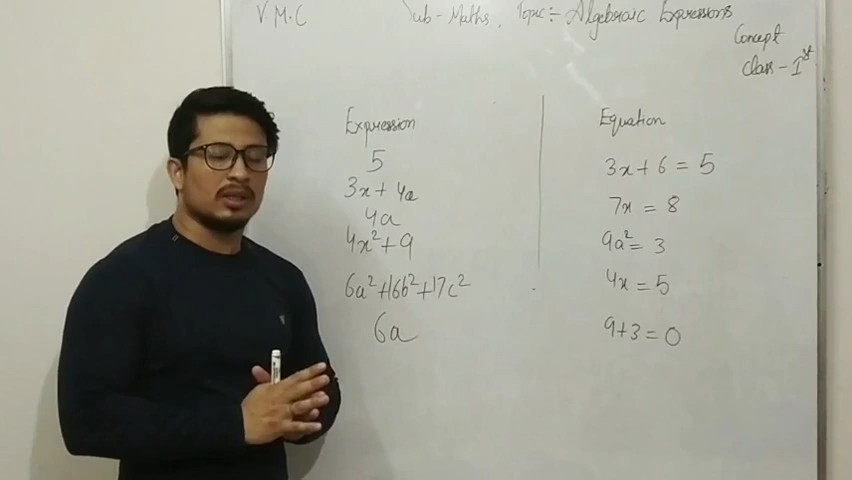 V.M.C
Sub - Maths. Topic :- Algebraic Expressions
Concept
Class - Ist
Expression
5
3x + 4a
4a
4x² + 9
6a² + 16b² + 17c²
6a
Equation
3x + 6 = 5
7x = 8
9a² = 3
4x = 5
9 + 3 = 0